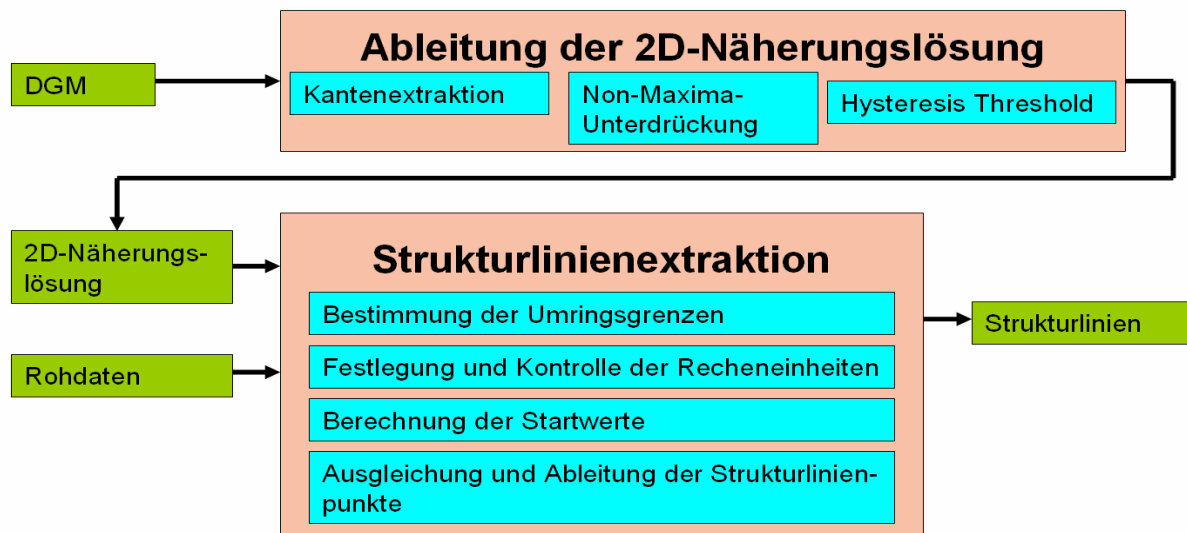 Ableitung der 2D-Näherungslösung
DGM
Kantenextraktion
Non-Maxima-
Unterdrückung
Hysteresis Threshold
2D-Näherungs-
lösung
Rohdaten
Strukturlinienextraktion
Bestimmung der Umringsgrenzen
Festlegung und Kontrolle der Recheneinheiten
Berechnung der Startwerte
Ausgleichung und Ableitung der Strukturlinien-
punkte
Strukturlinien